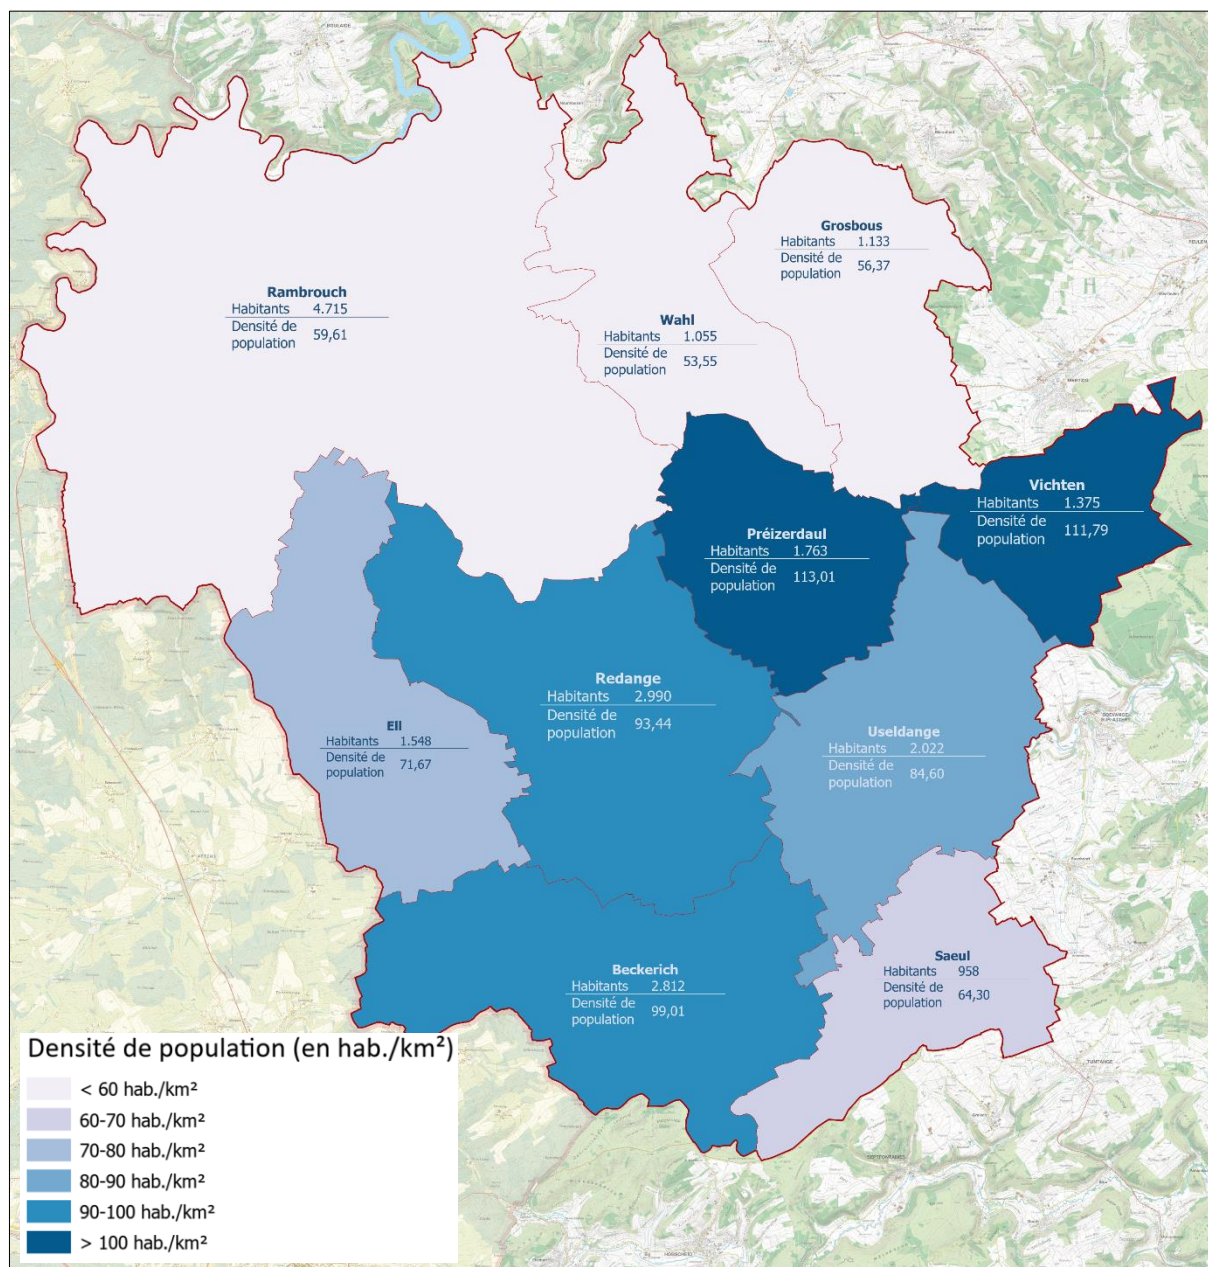 BOULAIDE
Grosbous
Habitants 1.133
Densité de population 56,37
Rambrouch
Habitants 4.715
Densité de population 59,61
Wahl
Habitants 1.055
Densité de population 53,55
MERTZIG
Vichten
Habitants 1.375
Densité de population 111,79
Préizerdaul
Habitants 1.763
Densité de population 113,01
Redange
Habitants 2.990
Densité de population 93,44
Ell
Habitants 1.548
Densité de population 71,67
Useldange
Habitants 2.022
Densité de population 84,60
Saeul
Habitants 958
Densité de population 64,30
Beckerich
Habitants 2.812
Densité de population 99,01
TUNTANGE
SEPTFONTAINES
Densité de population (en hab./km²)
< 60 hab./km²
60-70 hab./km²
70-80 hab./km²
80-90 hab./km²
90-100 hab./km²
> 100 hab./km²